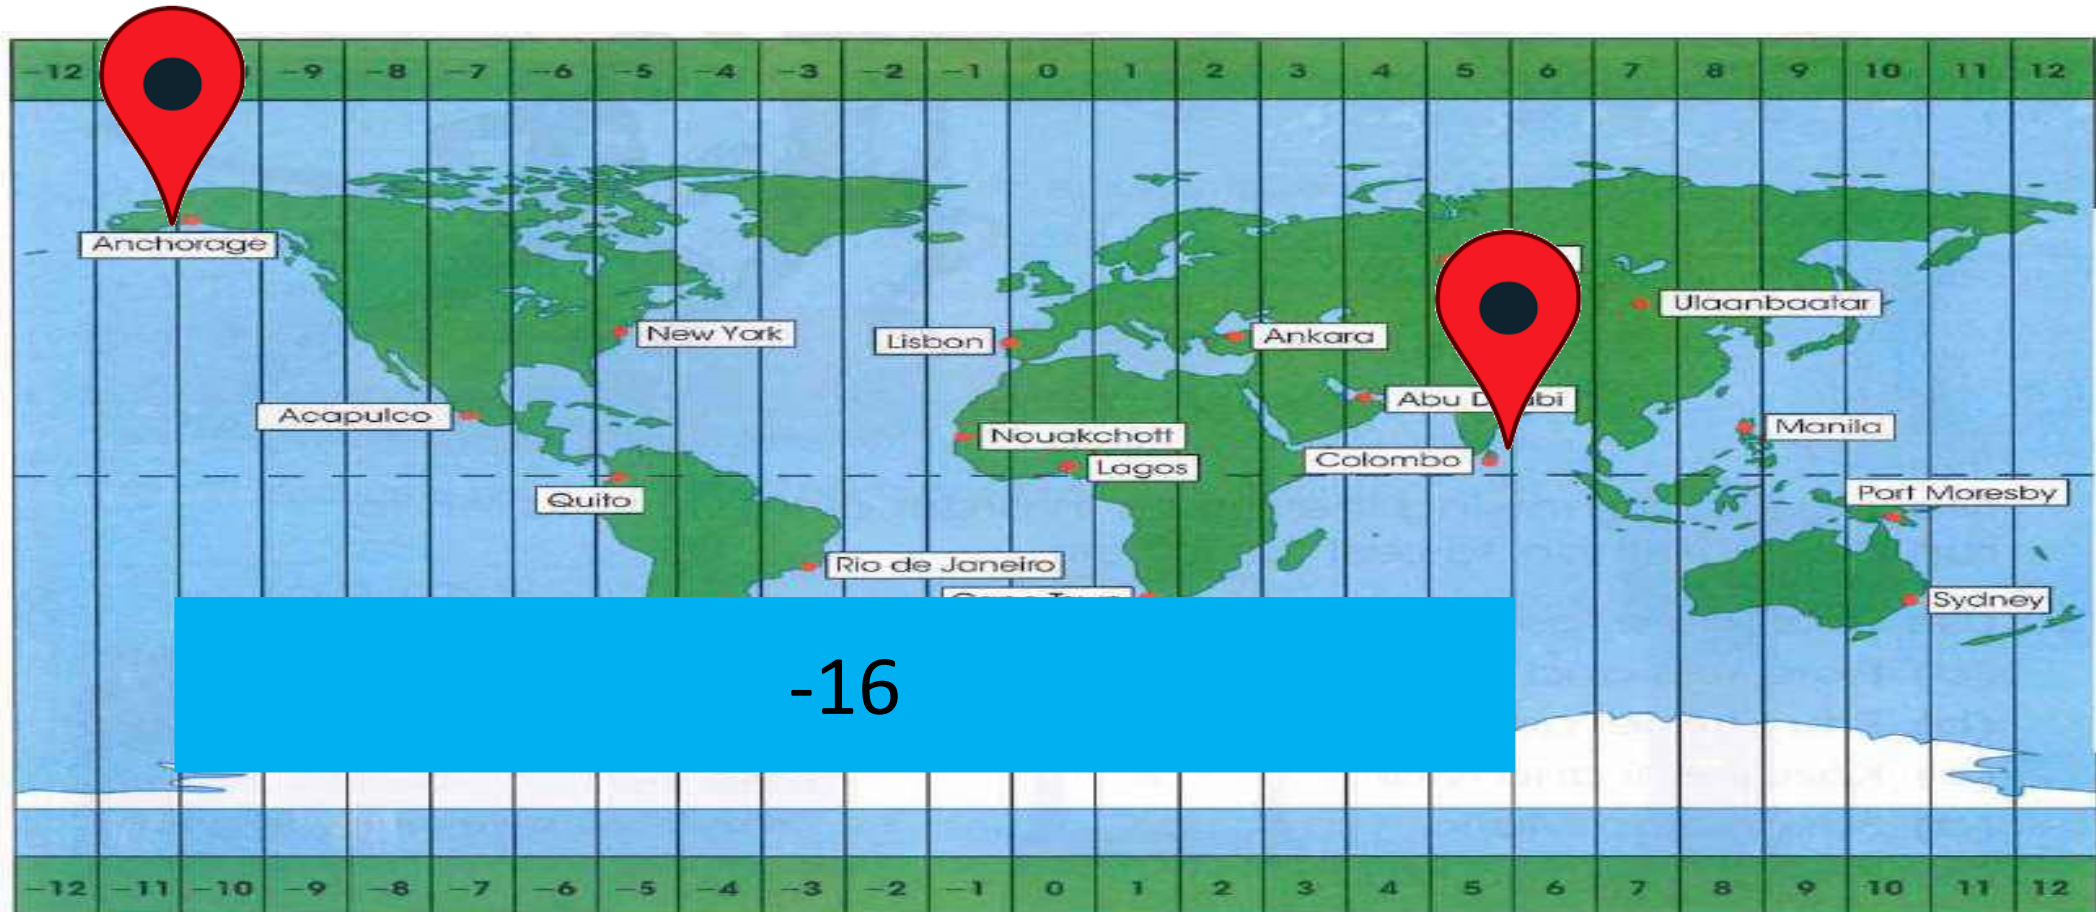 -12 -9 -8 -7 -6 -5 -4 -3 -2 -1 0 1 2 3 4 5 6 7 8 9 10 11 12
Anchorage
Ulaanbaatar
New York
Lisbon
Ankara
Acapulco
Abu Dhabi
Manila
Nouakchott
Colombo
Lagos
Quito
Port Moresby
Rio de Janeiro
Cape Town
Sydney
-16
-12 -11 -10 -9 -8 -7 -6 -5 -4 -3 -2 -1 0 1 2 3 4 5 6 7 8 9 10 11 12